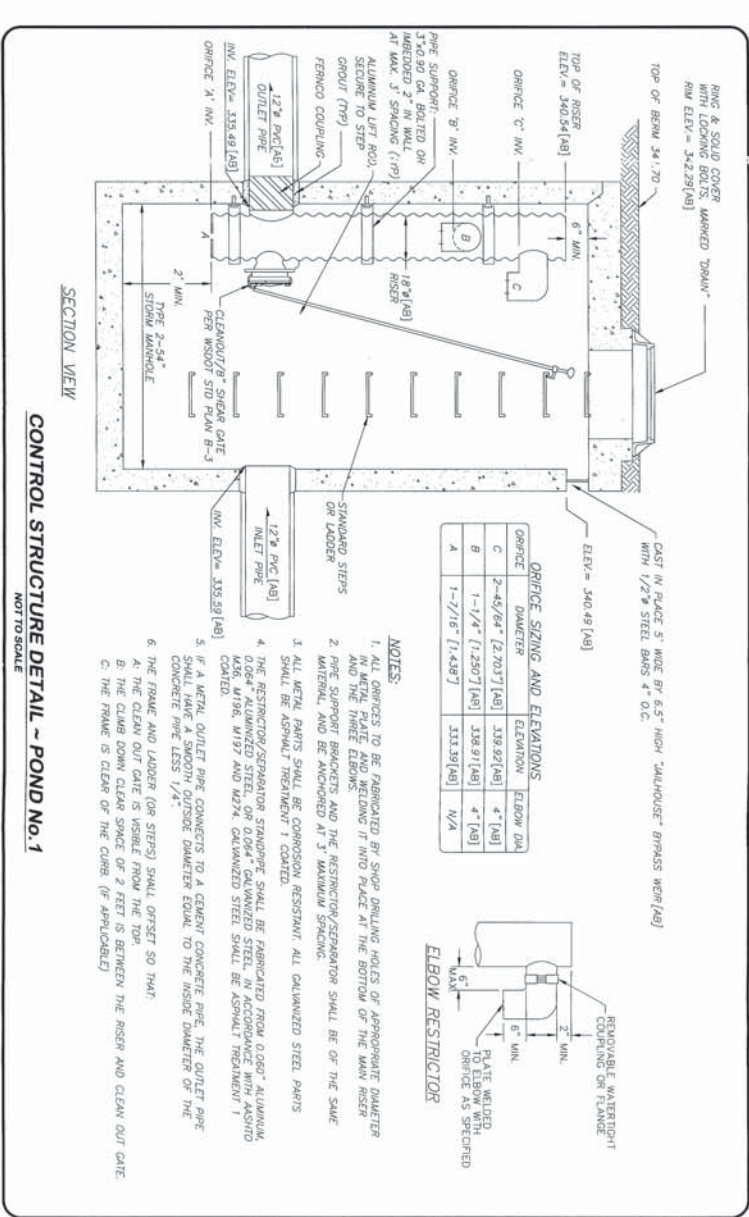 RING & SOLID COVER
WITH LOCKING BOLTS, MARKED "DRAIN"
RIM ELEV.= 342.29[AB]
TOP OF BERM 341.70
TOP OF RISER
ELEV.= 340.54[AB]
ORIFICE 'C' INV.
ORIFICE 'B' INV.
PIPE SUPPORT:
3"x0.90 GA. BOLTED OR
IMBEDDED 2" IN WALL
AT MAX. 3' SPACING (TYP)
ALUMINUM LIFT ROD,
SECURE TO STEP
GROUT (TYP)
FERNCO COUPLING
12"ø PVC[AB]
OUTLET PIPE
INV. ELEV= 335.49[AB]
ORIFICE 'A' INV.
6" MIN.
C
B
A
18"ø[AB]
RISER
2' MIN.
CLEANOUT/8" SHEAR GATE
PER WSDOT STD PLAN B-3
TYPE 2-54"
STORM MANHOLE
STANDARD STEPS
OR LADDER
12"ø PVC [AB]
INLET PIPE
INV. ELEV= 335.59[AB]
ELEV.= 340.49[AB]
CAST IN PLACE 5' WIDE BY 6.5" HIGH "JAILHOUSE" BYPASS WEIR[AB]
WITH 1/2"ø STEEL BARS 4" O.C.
SECTION VIEW
ORIFICE SIZING AND ELEVATIONS
ORIFICE DIAMETER ELEVATION ELBOW DIA
C 2-45/64" [2.703"][AB] 339.92[AB] 4"[AB]
B 1-1/4" [1.250"][AB] 338.91[AB] 4"[AB]
A 1-7/16" [1.438"] 333.39[AB] N/A
REMOVABLE WATERTIGHT
COUPLING OR FLANGE
2" MIN.
6" MIN.
6" MAX.
PLATE WELDED
TO ELBOW WITH
ORIFICE AS SPECIFIED
ELBOW RESTRICTOR
NOTES:
1. ALL ORIFICES TO BE FABRICATED BY SHOP DRILLING HOLES OF APPROPRIATE DIAMETER
IN METAL PLATE, AND WELDING IT INTO PLACE AT THE BOTTOM OF THE MAIN RISER
AND THE THREE ELBOWS.
2. PIPE SUPPORT BRACKETS AND THE RESTRICTOR/SEPARATOR SHALL BE OF THE SAME
MATERIAL, AND BE ANCHORED AT 3' MAXIMUM SPACING.
3. ALL METAL PARTS SHALL BE CORROSION RESISTANT. ALL GALVANIZED STEEL PARTS
SHALL BE ASPHALT TREATMENT 1 COATED.
4. THE RESTRICTOR/SEPARATOR STANDPIPE SHALL BE FABRICATED FROM 0.060" ALUMINUM,
0.064" ALUMINIZED STEEL, OR 0.064" GALVANIZED STEEL, IN ACCORDANCE WITH AASHTO
M36, M196, M197 AND M274. GALVANIZED STEEL SHALL BE ASPHALT TREATMENT 1
COATED.
5. IF A METAL OUTLET PIPE CONNECTS TO A CEMENT CONCRETE PIPE, THE OUTLET PIPE
SHALL HAVE A SMOOTH OUTSIDE DIAMETER EQUAL TO THE INSIDE DIAMETER OF THE
CONCRETE PIPE LESS 1/4".
6. THE FRAME AND LADDER (OR STEPS) SHALL OFFSET SO THAT:
A: THE CLEAN OUT GATE IS VISIBLE FROM THE TOP.
B: THE CLIMB DOWN CLEAR SPACE OF 2 FEET IS BETWEEN THE RISER AND CLEAN OUT GATE.
C: THE FRAME IS CLEAR OF THE CURB. (IF APPLICABLE)
CONTROL STRUCTURE DETAIL ~ POND No.1
NOT TO SCALE